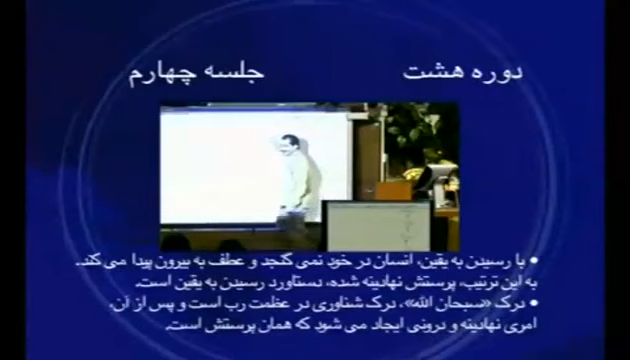 دوره هشت
جلسه چهارم
• با رسیدن به یقین، انسان در خود نمی گنجد و عطف به بیرون پیدا می کند.
به این ترتیب، پرستش نهادینه شده، دستاورد رسیدن به یقین است.
• درک «سبحان الله»، درک شناوری در عظمت رب است و پس از آن،
امری نهادینه و درونی ایجاد می شود که همان پرستش است.